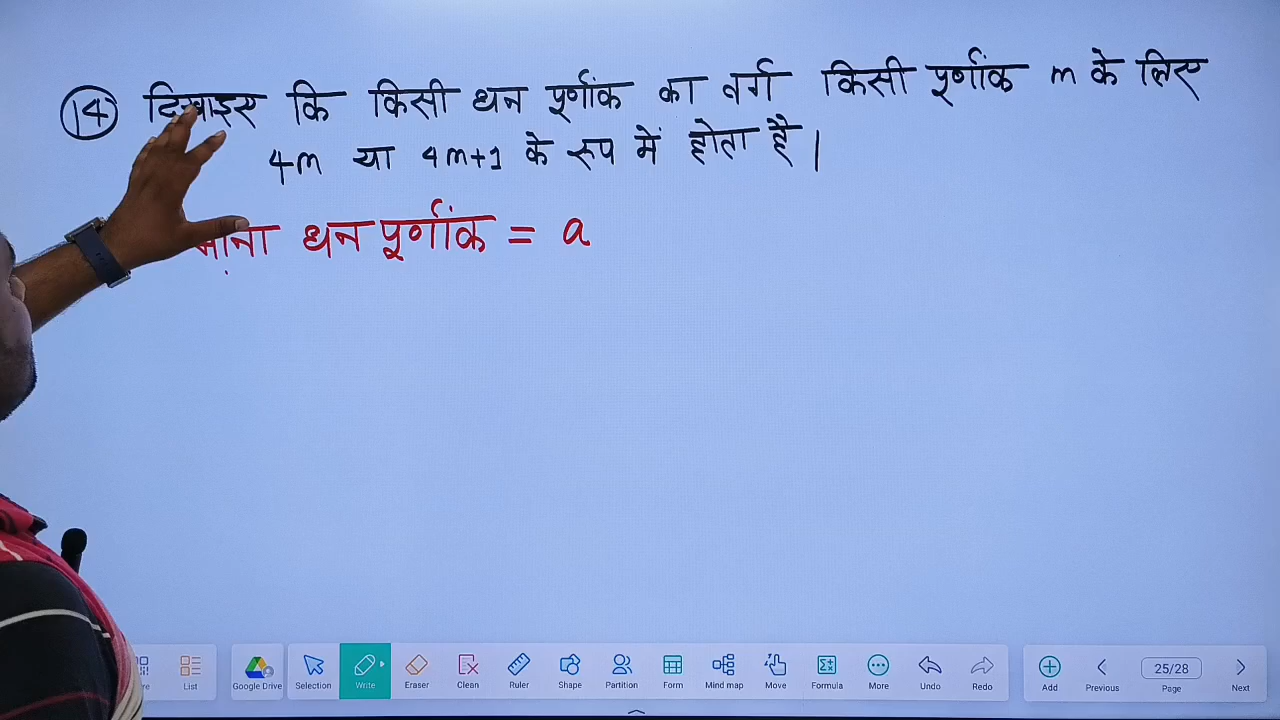 14 दिखाइए कि किसी धन पूर्णांक का वर्ग किसी पूर्णांक m के लिए
4m या 4m+1 के रूप में होता है।
माना धन पूर्णांक = a
List Google Drive Selection Write Eraser Clean Ruler Shape Partition Form Mind map Move Formula More Undo Redo Add Previous 25/28 Page Next